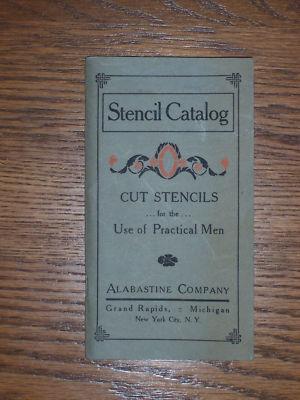 Stencil Catalog
CUT STENCILS
...for the...
Use of Practical Men
ALABASTINE COMPANY
Grand Rapids, :: Michigan
New York City, N. Y.